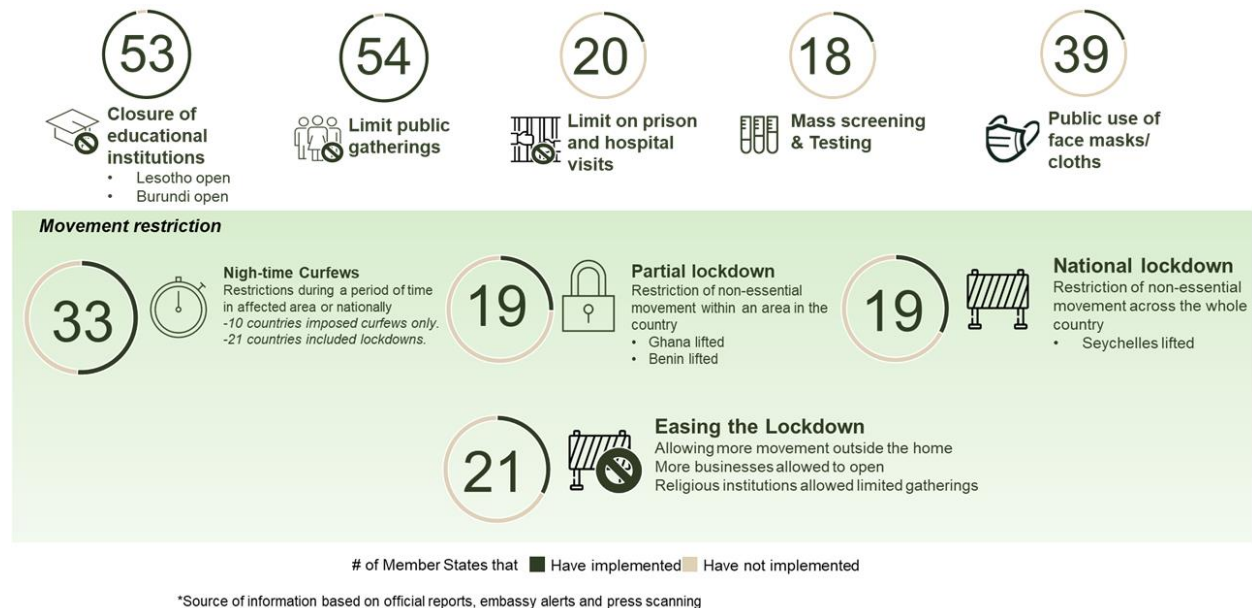 53
Closure of
educational
institutions
• Lesotho open
• Burundi open
54
Limit public
gatherings
20
Limit on prison
and hospital
visits
18
Mass screening
& Testing
39
Public use of
face masks/
cloths
Movement restriction
33
Nigh-time Curfews
Restrictions during a period of time
in affected area or nationally
-10 countries imposed curfews only.
-21 countries included lockdowns.
19
Partial lockdown
Restriction of non-essential
movement within an area in the
country
• Ghana lifted
• Benin lifted
19
National lockdown
Restriction of non-essential
movement across the whole
country
• Seychelles lifted
21
Easing the Lockdown
Allowing more movement outside the home
More businesses allowed to open
Religious institutions allowed limited gatherings
# of Member States that Have implemented Have not implemented
*Source of information based on official reports, embassy alerts and press scanning